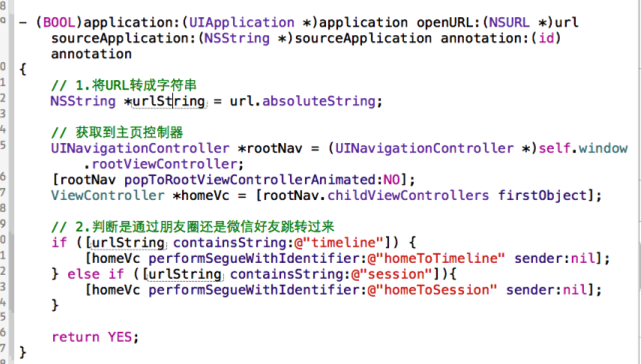 - (BOOL)application:(UIApplication *)application openURL:(NSURL *)url
sourceApplication:(NSString *)sourceApplication annotation:(id)
annotation
{
// 1.将URL转成字符串
NSString *urlString = url.absoluteString;
// 获取到主页控制器
UINavigationController *rootNav = (UINavigationController *)self.window
.rootViewController;
[rootNav popToRootViewControllerAnimated:NO];
ViewController *homeVc = [rootNav.childViewControllers firstObject];
// 2.判断是通过朋友圈还是微信好友跳转过来
if ([urlString containsString:@"timeline"]) {
[homeVc performSegueWithIdentifier:@"homeToTimeline" sender:nil];
} else if ([urlString containsString:@"session"]){
[homeVc performSegueWithIdentifier:@"homeToSession" sender:nil];
}
return YES;
}